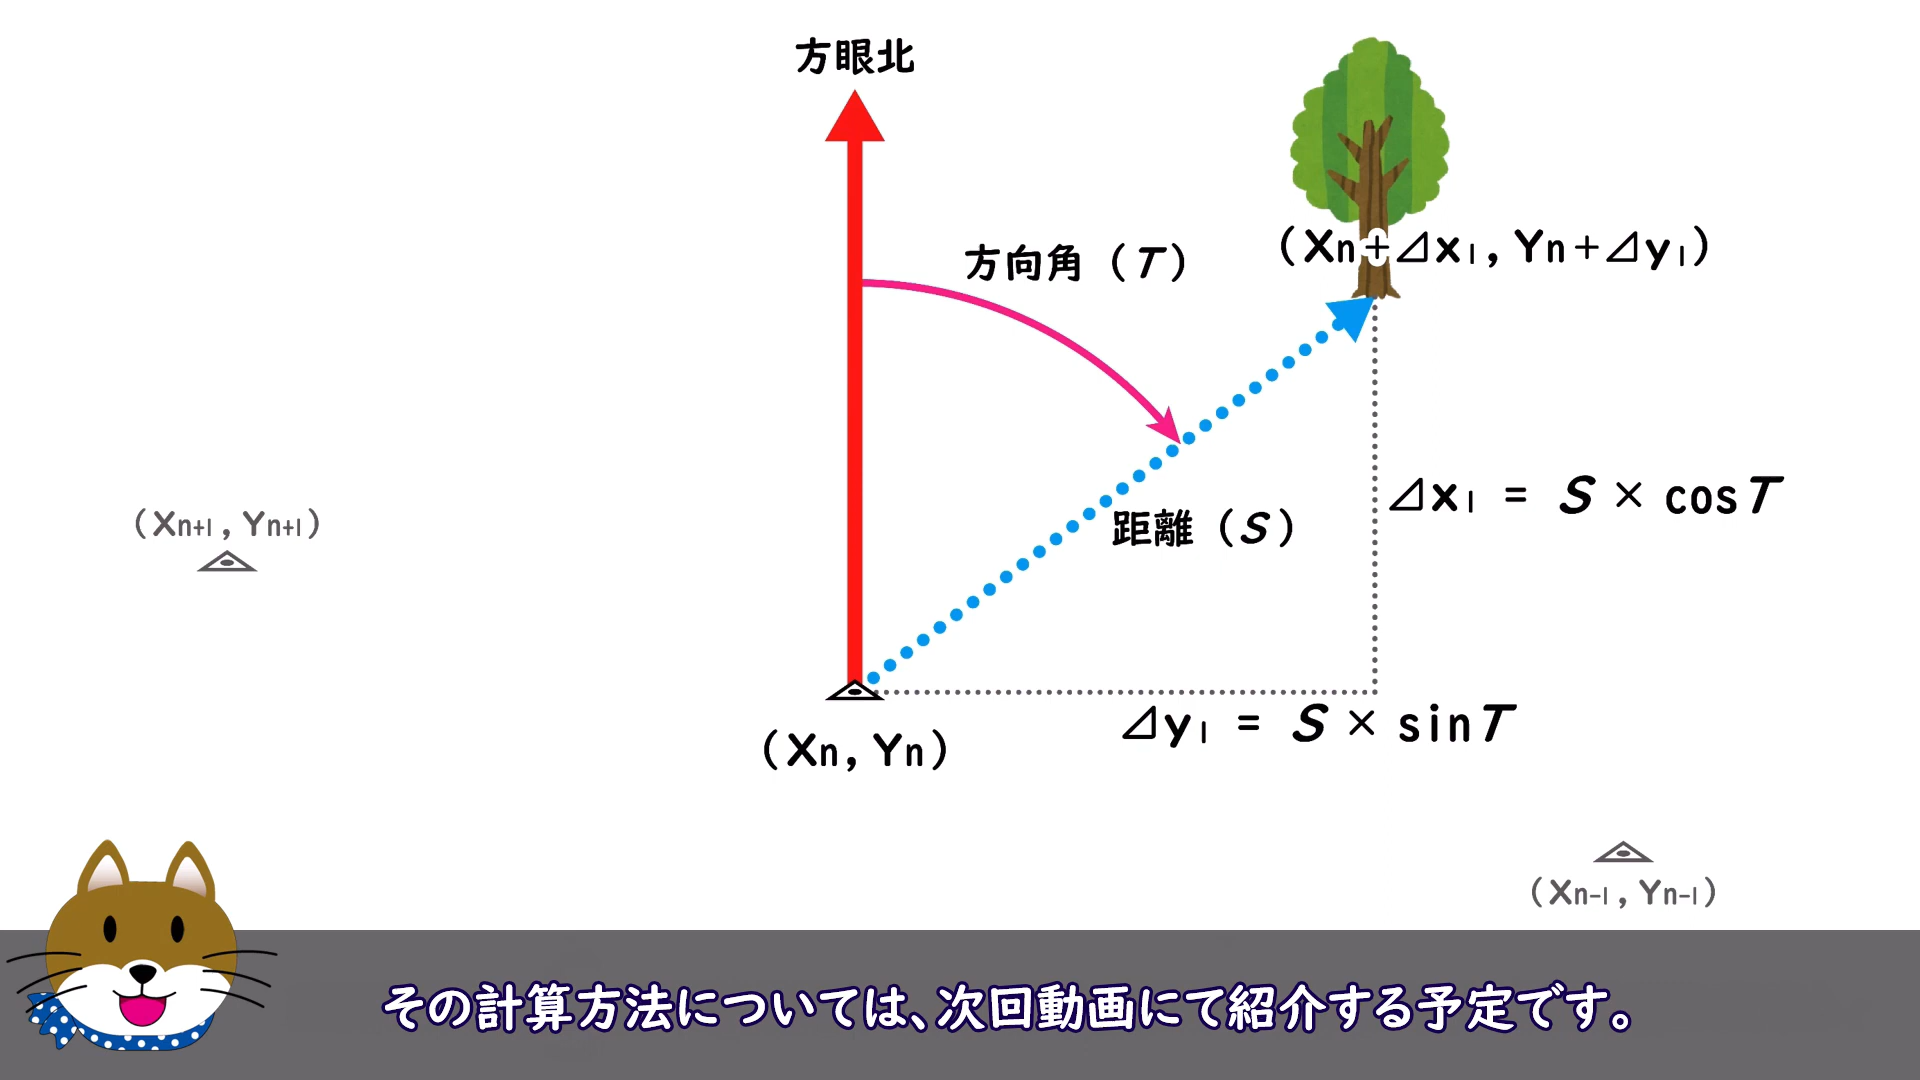 方眼北
方向角（T）
（Xn+⊿x1, Yn+⊿y1）
（Xn+1, Yn+1）
⊿x1 = S × cosT
距離（S）
⊿y1 = S × sinT
（Xn, Yn）
（Xn-1, Yn-1）
その計算方法については、次回動画にて紹介する予定です。